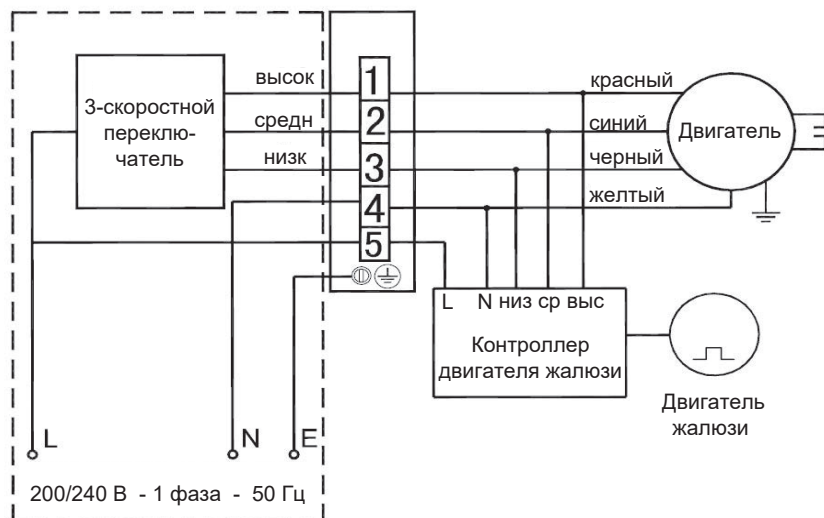 3-скоростной
переклю-
чатель
высок
средн
низк
1
2
3
4
5
красный
синий
черный
желтый
Двигатель
L N низ ср выс
Контроллер
двигателя жалюзи
Двигатель
жалюзи
L N E
200/240 В - 1 фаза - 50 Гц